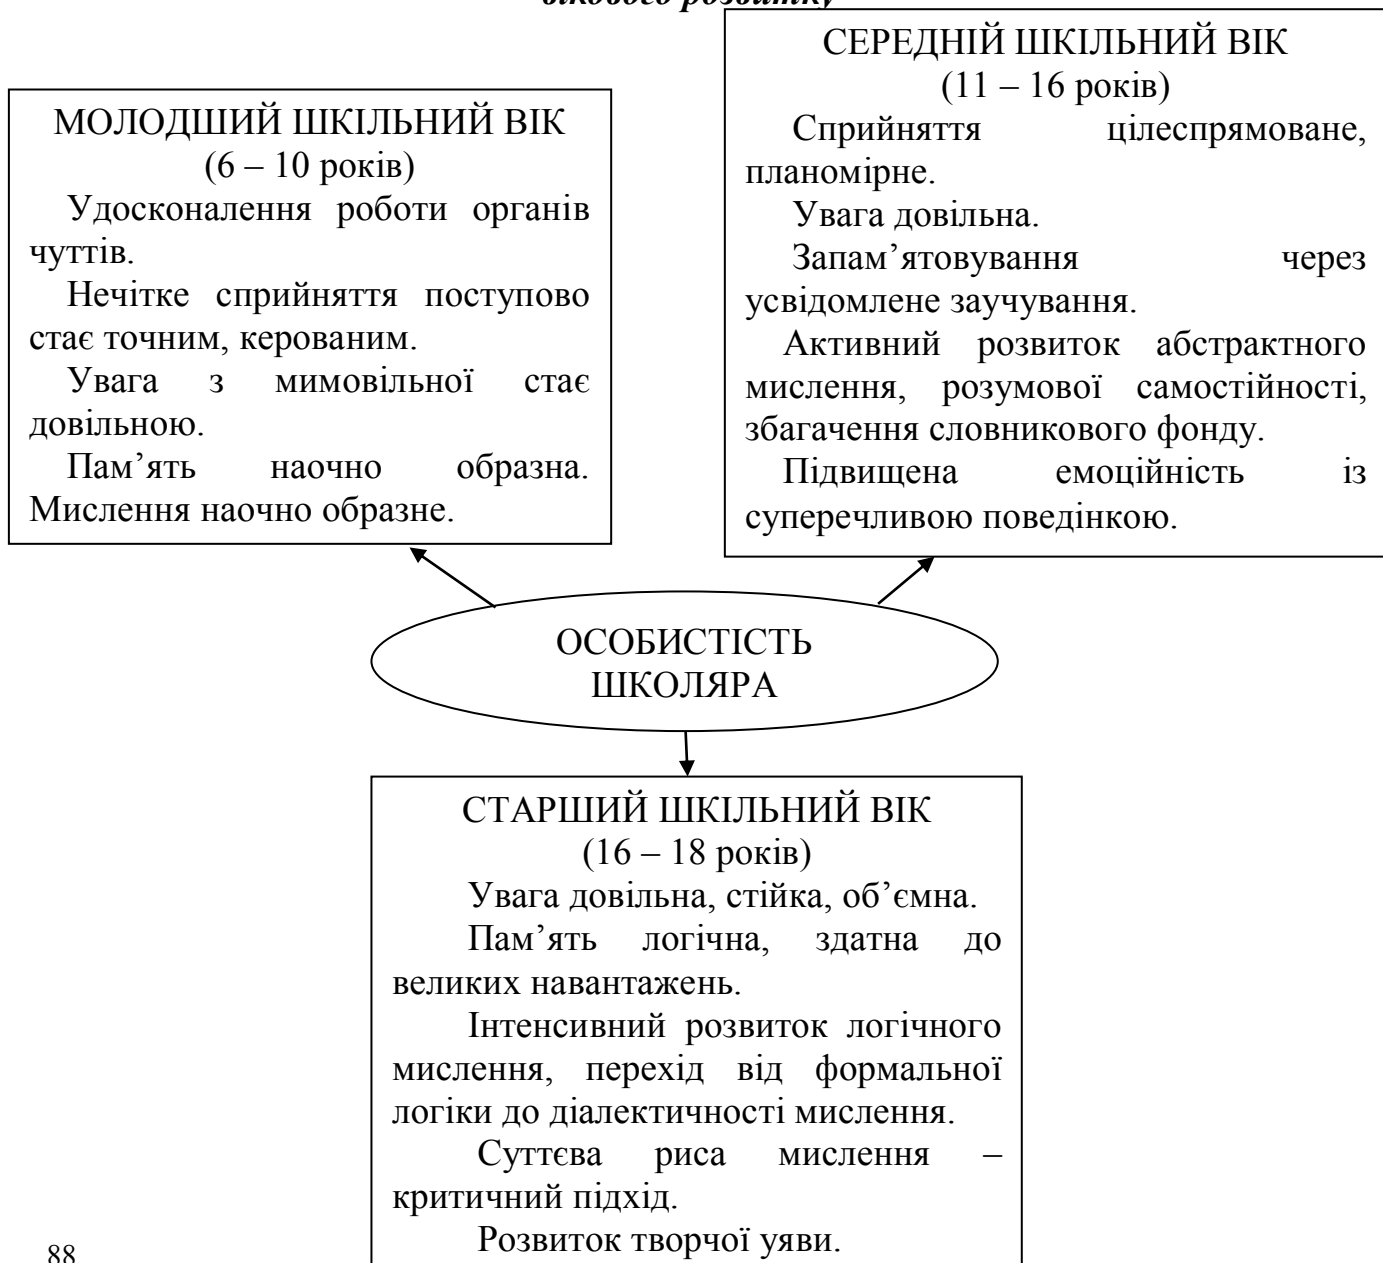 вікового розвитку
МОЛОДШИЙ ШКІЛЬНИЙ ВІК
(6 – 10 років)
Удосконалення роботи органів
чуттів.
Нечітке сприйняття поступово
стає точним, керованим.
Увага з мимовільної стає
довільною.
Пам’ять наочно образна.
Мислення наочно образне.
СЕРЕДНІЙ ШКІЛЬНИЙ ВІК
(11 – 16 років)
Сприйняття цілеспрямоване,
планомірне.
Увага довільна.
Запам’ятовування через
усвідомлене заучування.
Активний розвиток абстрактного
мислення, розумової самостійності,
збагачення словникового фонду.
Підвищена емоційність із
суперечливою поведінкою.
ОСОБИСТІСТЬ
ШКОЛЯРА
СТАРШИЙ ШКІЛЬНИЙ ВІК
(16 – 18 років)
Увага довільна, стійка, об’ємна.
Пам’ять логічна, здатна до
великих навантажень.
Інтенсивний розвиток логічного
мислення, перехід від формальної
логіки до діалектичності мислення.
Суттєва риса мислення –
критичний підхід.
Розвиток творчої уяви.
88